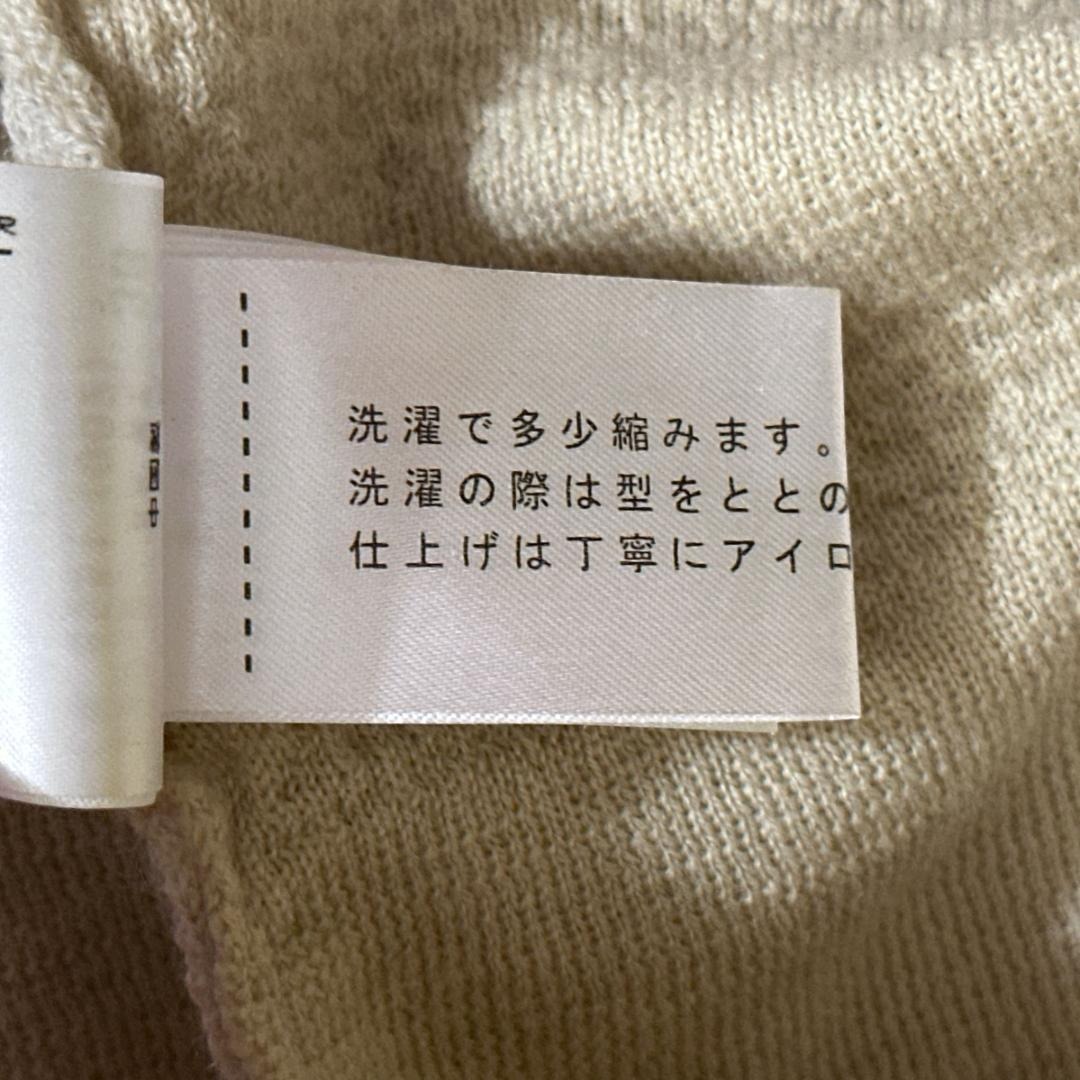 洗濯で多少縮みます。
洗濯の際は型をととの
仕上げは丁寧にアイロ